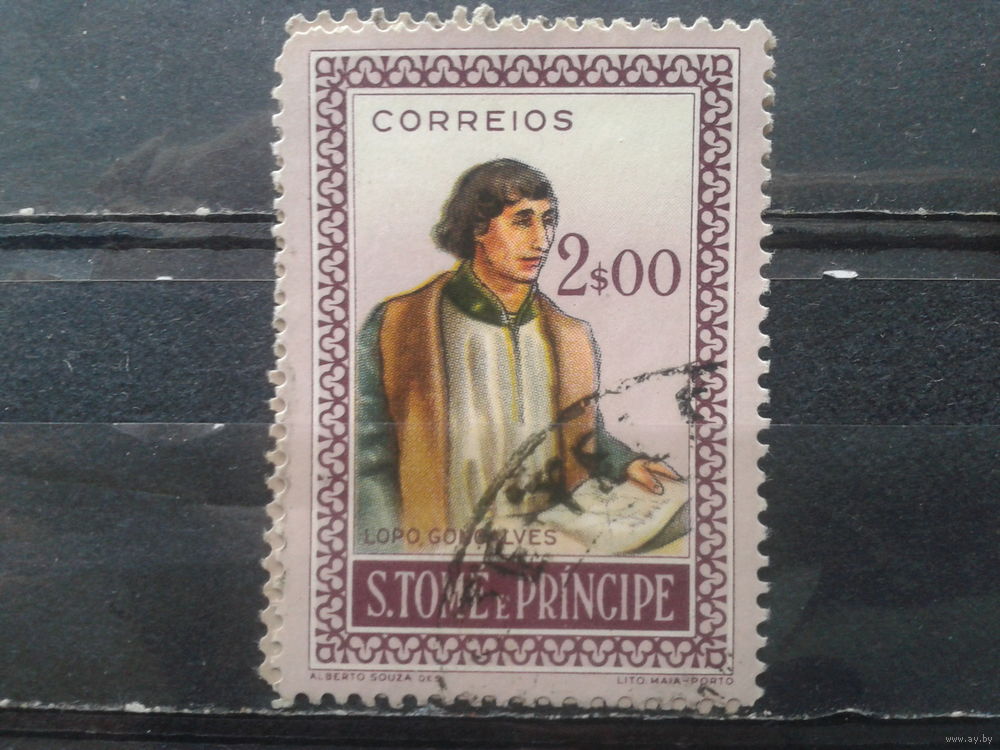 CORREIOS
2$00
LOPO GONÇALVES
S. TOMÉ E PRÍNCIPE
ALBERTO SOUZA DES
LITO. MAIA-PORTO
www.ay.by